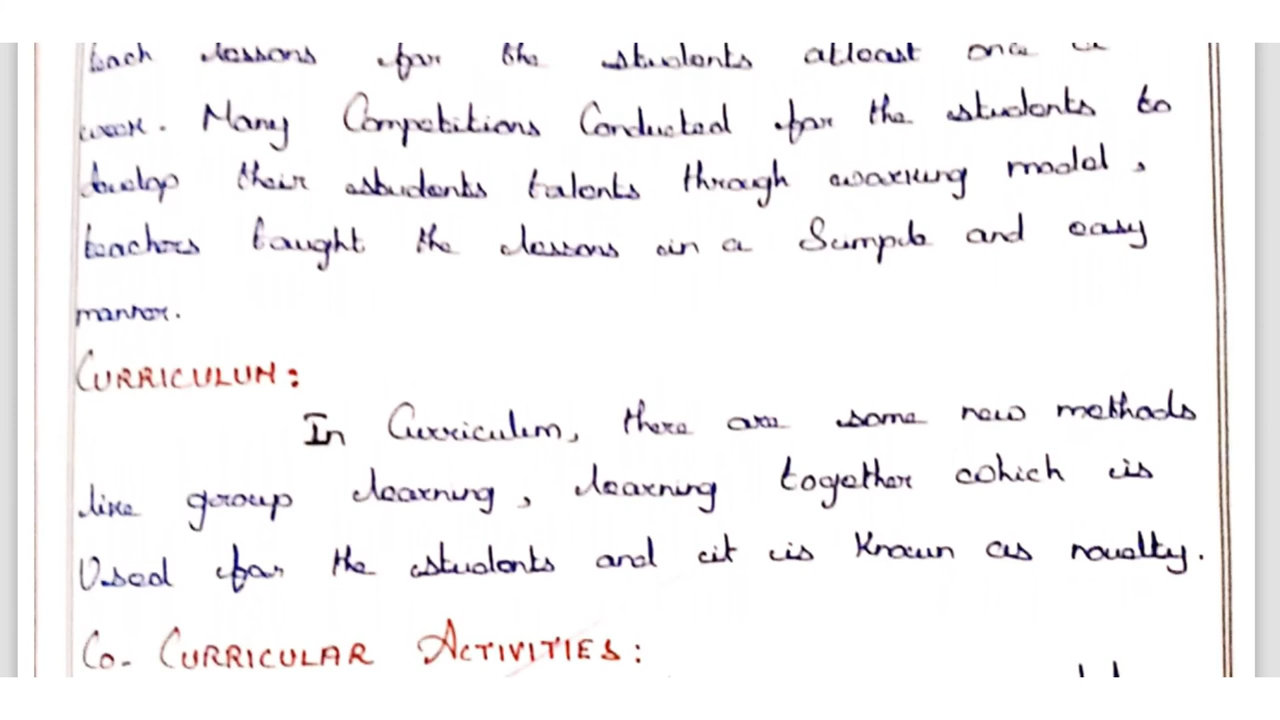 teach lessons for the students atleast once a
week. Many Competitions Conducted for the students to
develop their students talents through working model,
teachers taught the lessons in a Simple and easy
manner.
CURRICULUM:
In Curriculum, there are some new methods
like group learning, learning together which is
Used for the students and it is Known as novelty.
Co-CURRICULAR ACTIVITIES: